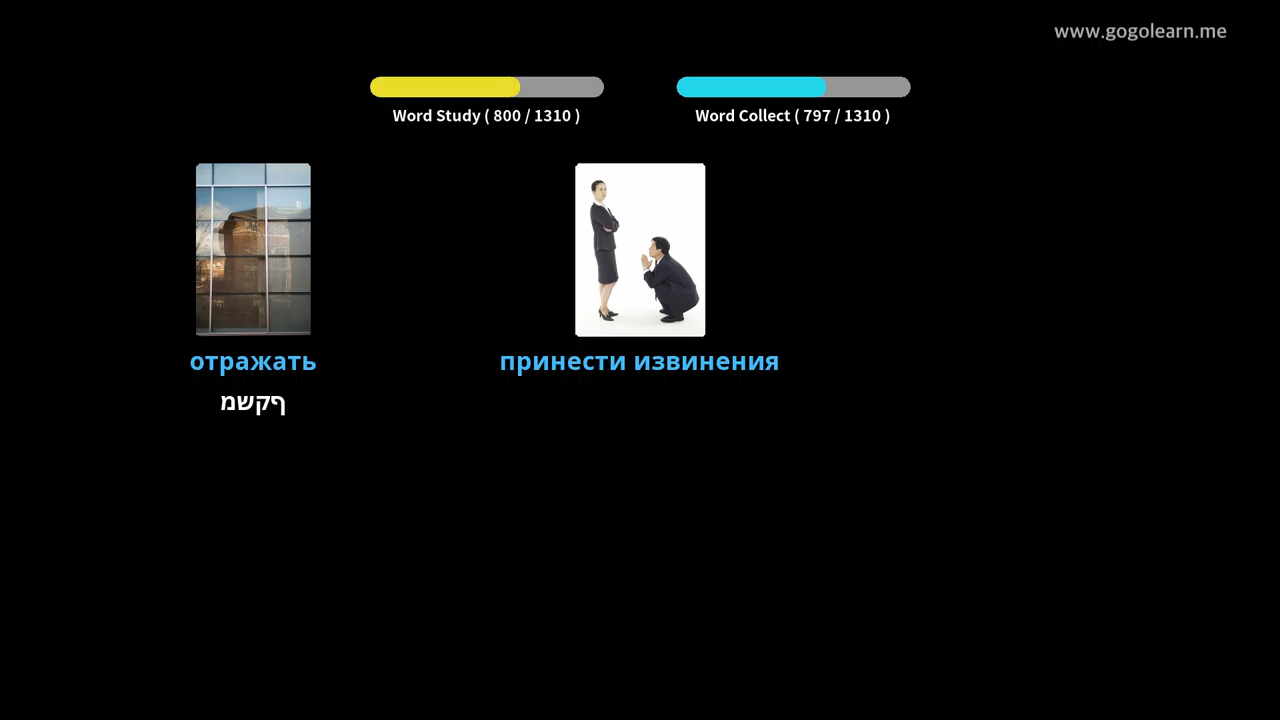 www.gogolearn.me
Word Study ( 800 / 1310 )
Word Collect ( 797 / 1310 )
отражать
принести извинения
ףקשמ